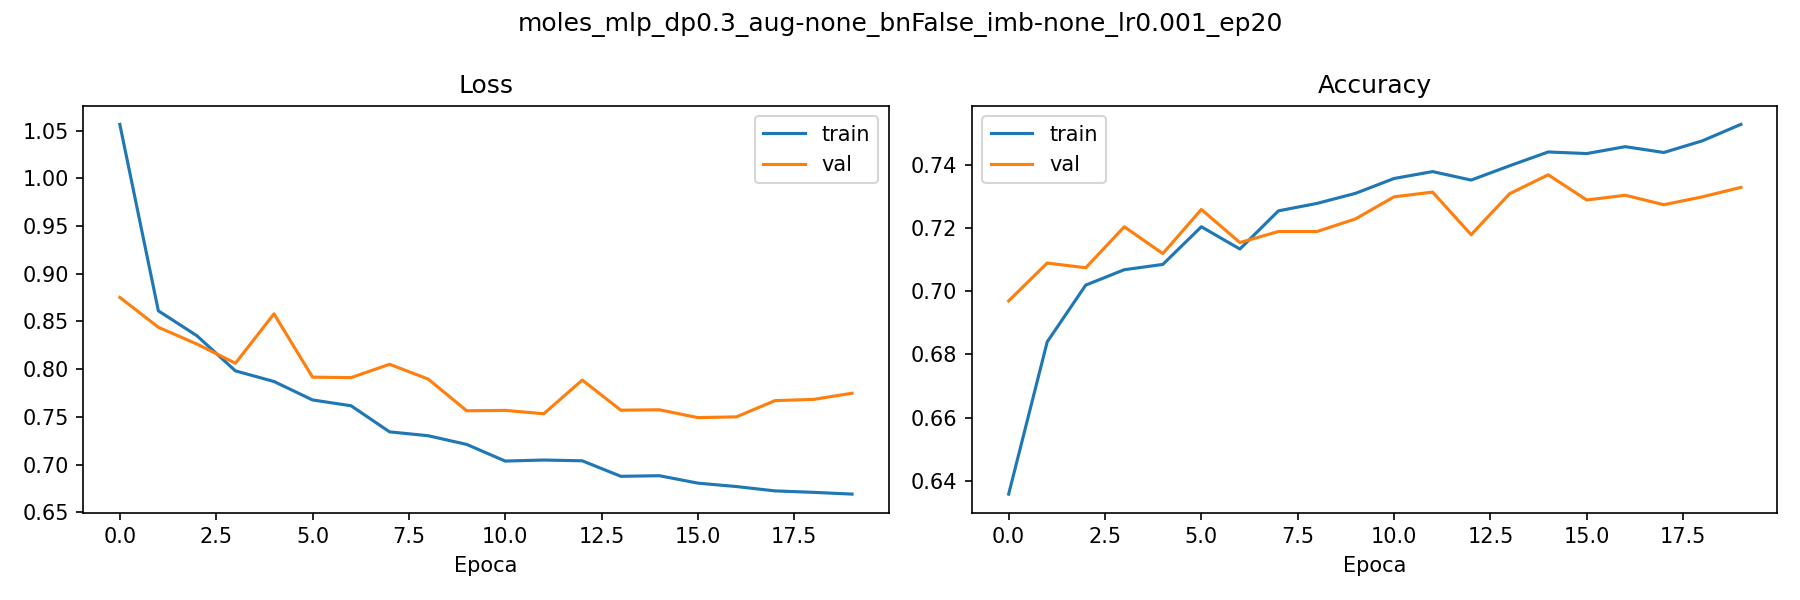 moles_mlp_dp0.3_aug-none_bnFalse_imb-none_lr0.001_ep20
Loss
1.05
1.00
0.95
0.90
0.85
0.80
0.75
0.70
0.65
train
val
0.0 2.5 5.0 7.5 10.0 12.5 15.0 17.5
Epoca
Accuracy
0.74
0.72
0.70
0.68
0.66
0.64
train
val
0.0 2.5 5.0 7.5 10.0 12.5 15.0 17.5
Epoca